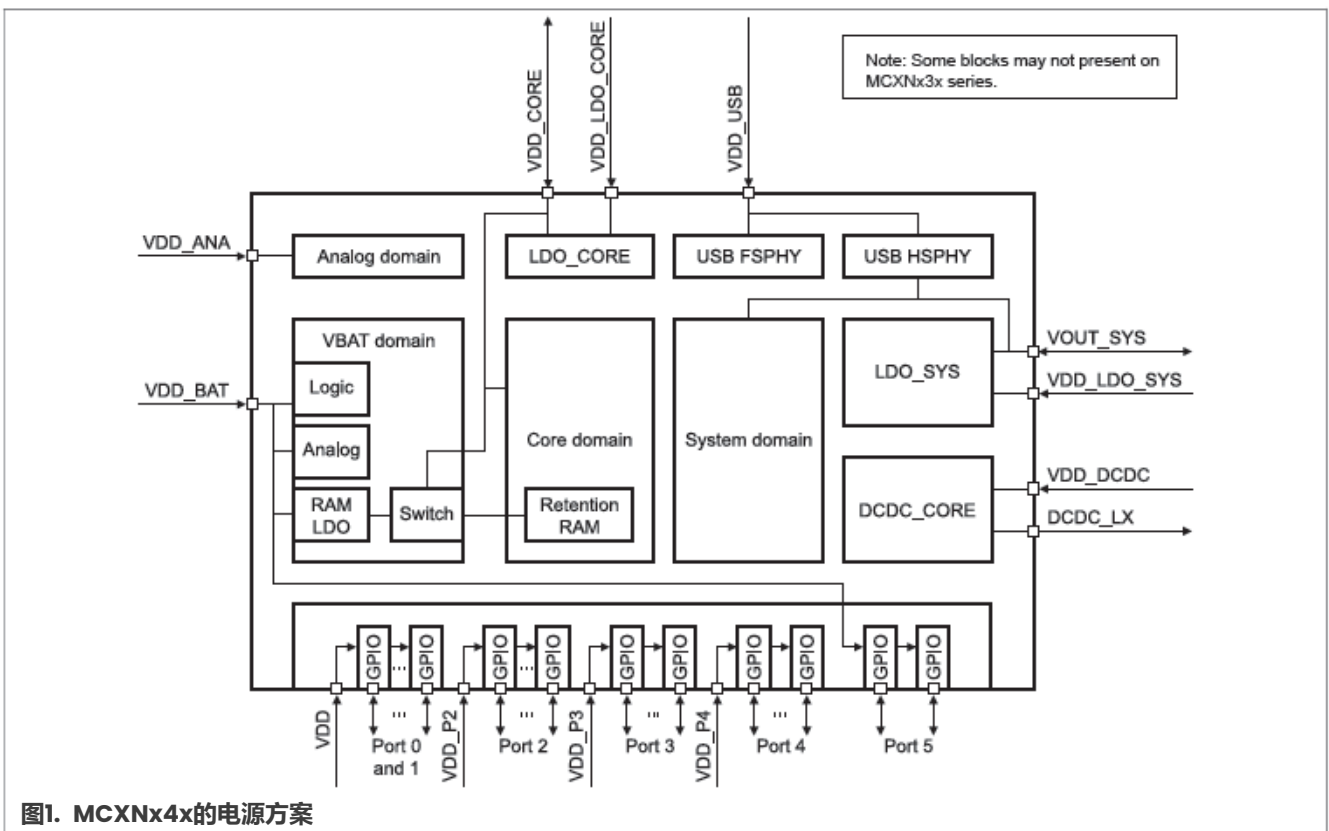 Note: Some blocks may not present on
MCXNx3x series.
VDD_CORE
VDD_LDO_CORE
VDD_USB
VDD_ANA
Analog domain
LDO_CORE
USB FSPHY
USB HSPHY
VBAT domain
VDD_BAT
Logic
Analog
RAM
LDO
Switch
Core domain
Retention
RAM
System domain
LDO_SYS
DCDC_CORE
VOUT_SYS
VDD_LDO_SYS
VDD_DCDC
DCDC_LX
GPIO
...
GPIO
GPIO
...
GPIO
GPIO
GPIO
GPIO
GPIO
GPIO
GPIO
VDD
...
Port 0
and 1
VDD_P2
...
Port 2
VDD_P3
...
Port 3
VDD_P4
...
Port 4
Port 5
图1. MCXNx4x的电源方案